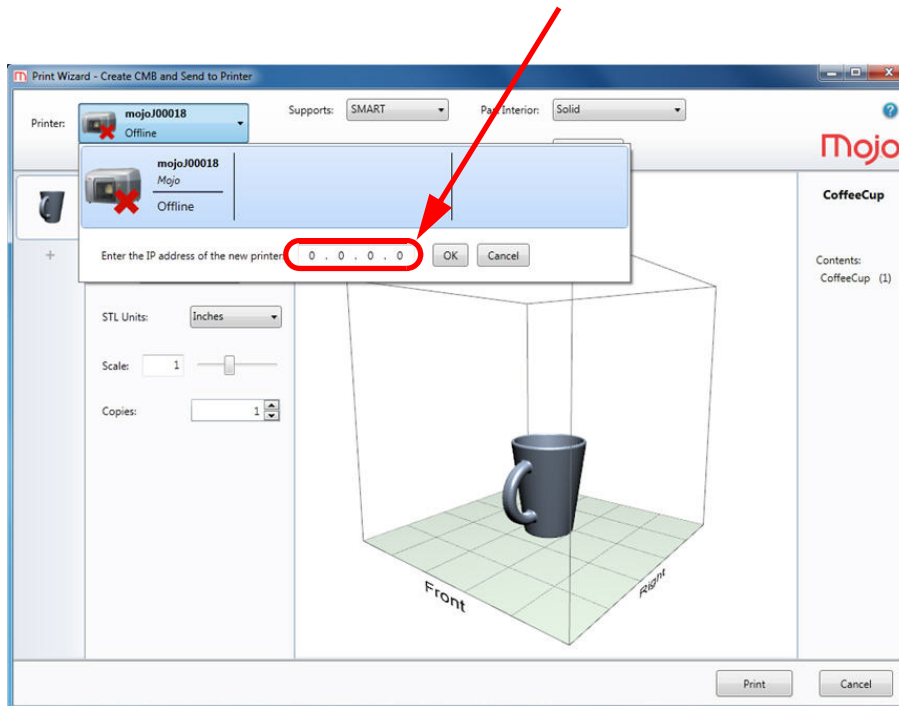 Print Wizard - Create CMB and Send to Printer
Printer:
mojoJ00018
Offline
Supports:
SMART
Part Interior:
Solid
mojo
mojoJ00018
Mojo
Offline
Enter the IP address of the new printer:
0 . 0 . 0 . 0
OK
Cancel
CoffeeCup
Contents:
CoffeeCup (1)
STL Units:
Inches
Scale:
1
Copies:
1
Front
Right
Print
Cancel